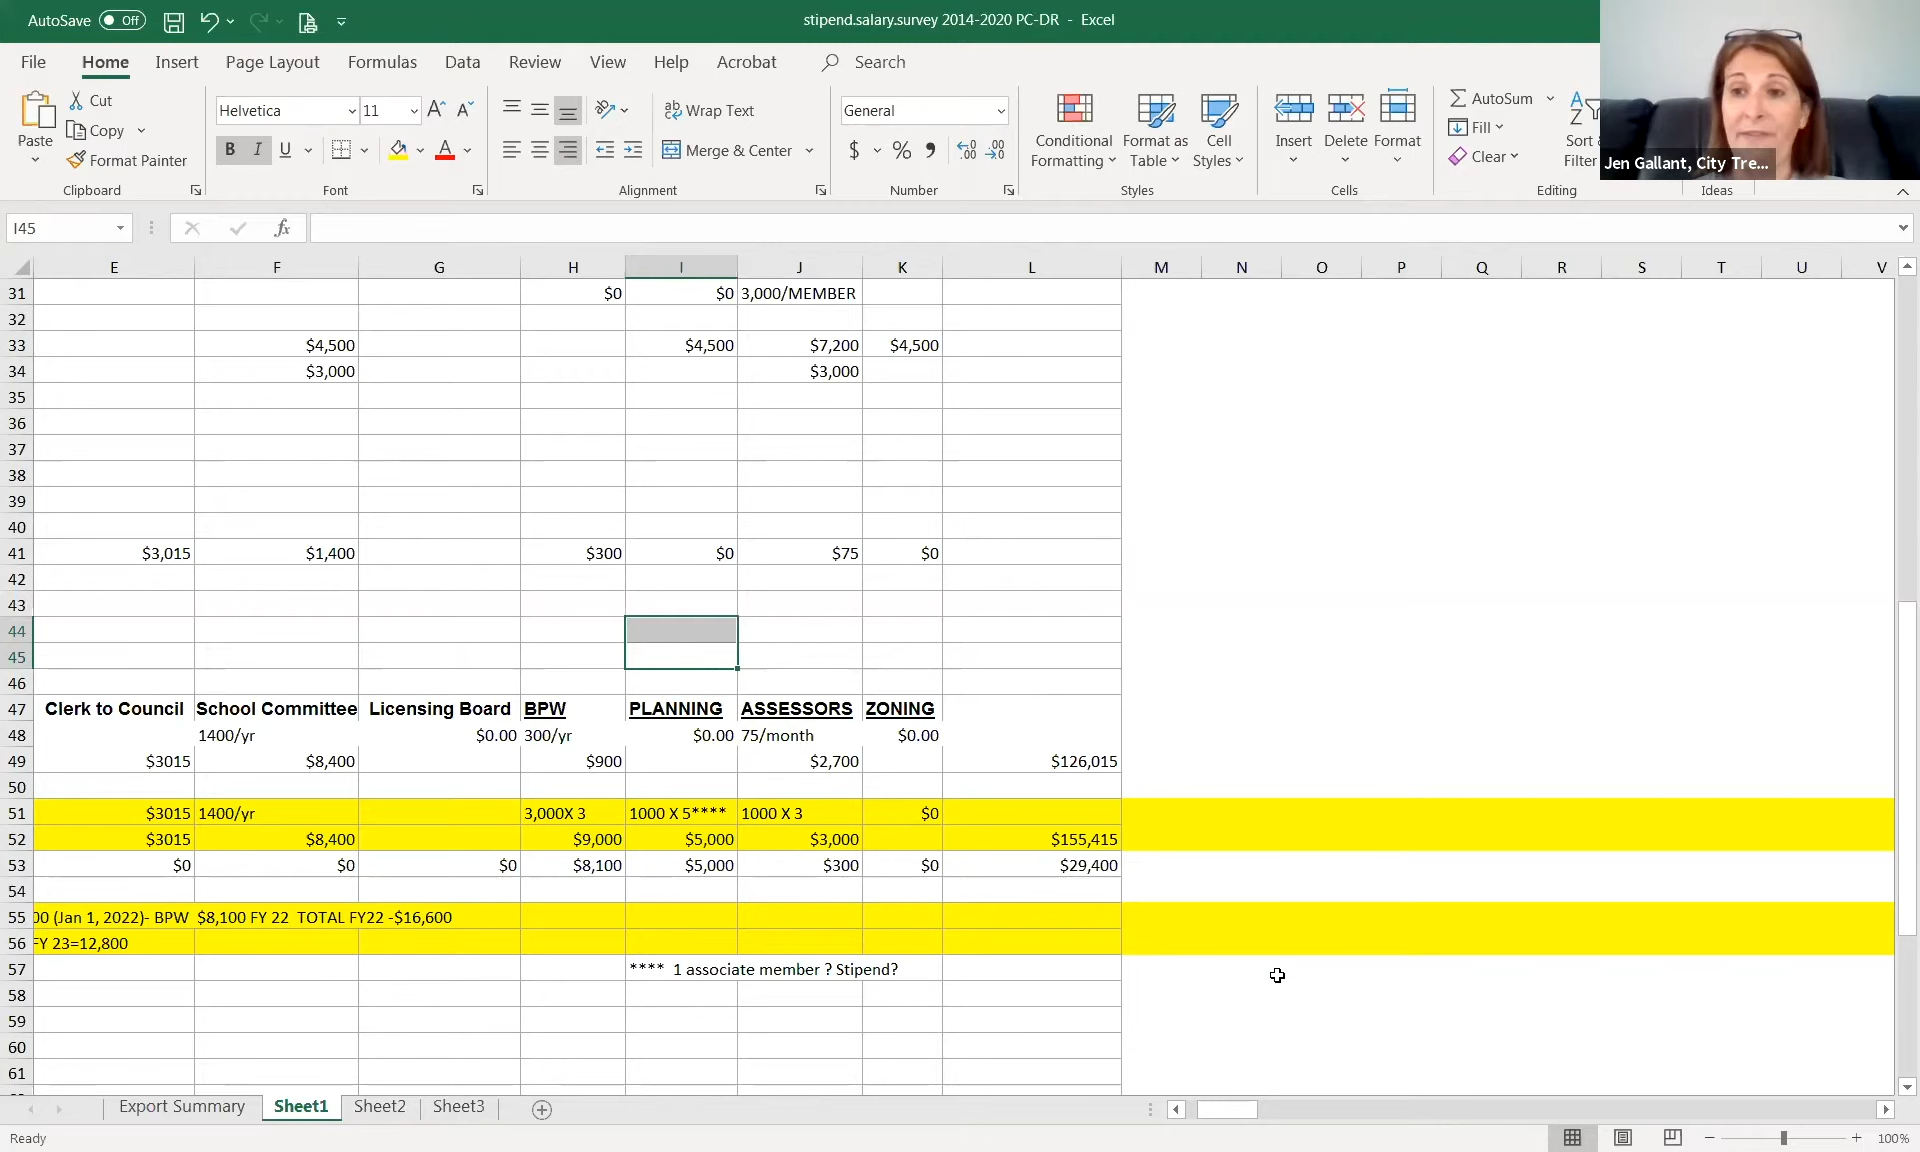 AutoSave Off stipend.salary.survey 2014-2020 PC-DR - Excel
File Home Insert Page Layout Formulas Data Review View Help Acrobat Search
Paste Cut Copy Format Painter Clipboard
Helvetica 11 A A B I U A Font
ab Wrap Text Merge & Center Alignment
General $ % , Number
Conditional Formatting Format as Table Cell Styles Styles
Insert Delete Format Cells
AutoSum Fill Clear Sort & Filter Editing
Ideas
Jen Gallant, City Tre...
I45 fx
E F G H I J K L M N O P Q R S T U V
31 $0 $0 3,000/MEMBER
32
33 $4,500 $4,500 $7,200 $4,500
34 $3,000 $3,000
35
36
37
38
39
40
41 $3,015 $1,400 $300 $0 $75 $0
42
43
44
45
46
47 Clerk to Council School Committee Licensing Board BPW PLANNING ASSESSORS ZONING
48 1400/yr $0.00 300/yr $0.00 75/month $0.00
49 $3015 $8,400 $900 $2,700 $126,015
50
51 $3015 1400/yr 3,000X 3 1000 X 5**** 1000 X 3 $0
52 $3015 $8,400 $9,000 $5,000 $3,000 $155,415
53 $0 $0 $0 $8,100 $5,000 $300 $0 $29,400
54
55 00 (Jan 1, 2022)- BPW $8,100 FY 22 TOTAL FY22 -$16,600
56 FY 23=12,800
57 **** 1 associate member ? Stipend?
58
59
60
61
Export Summary Sheet1 Sheet2 Sheet3
Ready 100%